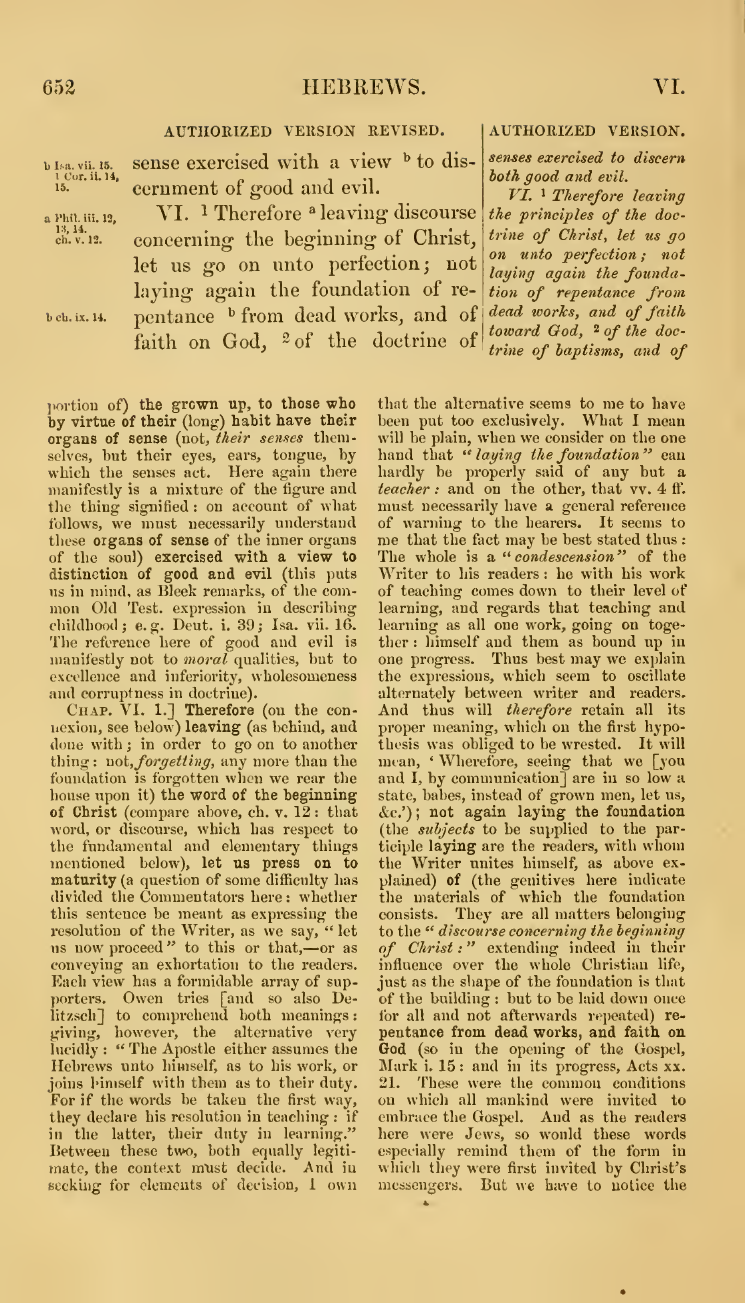 652
HEBREWS.
VI.
AUTHORIZED VERSION REVISED.
b Isa. vii. 15.
1 Cor. ii. 14,
15.
sense exercised with a view b to dis-
cernment of good and evil.
a Phil. iii. 12,
13, 14.
ch. v. 12.
VI. 1 Therefore a leaving discourse
concerning the beginning of Christ,
let us go on unto perfection; not
laying again the foundation of re-
b ch. ix. 14.
pentance b from dead works, and of
faith on God, 2 of the doctrine of
AUTHORIZED VERSION.
senses exercised to discern
both good and evil.
VI. 1 Therefore leaving
the principles of the doc-
trine of Christ, let us go
on unto perfection; not
laying again the founda-
tion of repentance from
dead works, and of faith
toward God, 2 of the doc-
trine of baptisms, and of
portion of) the grown up, to those who
by virtue of their (long) habit have their
organs of sense (not, their senses them-
selves, but their eyes, ears, tongue, by
which the senses act. Here again there
manifestly is a mixture of the figure and
the thing signified: on account of what
follows, we must necessarily understand
these organs of sense of the inner organs
of the soul) exercised with a view to
distinction of good and evil (this puts
us in mind, as Bleek remarks, of the com-
mon Old Test. expression in describing
childhood; e. g. Deut. i. 39; Isa. vii. 16.
The reference here of good and evil is
manifestly not to moral qualities, but to
excellence and inferiority, wholesomeness
and corruptness in doctrine).
CHAP. VI. 1.] Therefore (on the con-
nexion, see below) leaving (as behind, and
done with; in order to go on to another
thing: not, forgetting, any more than the
foundation is forgotten when we rear the
house upon it) the word of the beginning
of Christ (compare above, ch. v. 12: that
word, or discourse, which has respect to
the fundamental and elementary things
mentioned below), let us press on to
maturity (a question of some difficulty has
divided the Commentators here: whether
this sentence be meant as expressing the
resolution of the Writer, as we say, "let
us now proceed" to this or that,—or as
conveying an exhortation to the readers.
Each view has a formidable array of sup-
porters. Owen tries [and so also De-
litzsch] to comprehend both meanings:
giving, however, the alternative very
lucidly: "The Apostle either assumes the
Hebrews unto himself, as to his work, or
joins himself with them as to their duty.
For if the words be taken the first way,
they declare his resolution in teaching: if
in the latter, their duty in learning."
Between these two, both equally legiti-
mate, the context must decide. And in
seeking for elements of decision, I own
that the alternative seems to me to have
been put too exclusively. What I mean
will be plain, when we consider on the one
hand that "laying the foundation" can
hardly be properly said of any but a
teacher: and on the other, that vv. 4 ff.
must necessarily have a general reference
of warning to the hearers. It seems to
me that the fact may be best stated thus:
The whole is a "condescension" of the
Writer to his readers: he with his work
of teaching comes down to their level of
learning, and regards that teaching and
learning as all one work, going on toge-
ther: himself and them as bound up in
one progress. Thus best may we explain
the expressions, which seem to oscillate
alternately between writer and readers.
And thus will therefore retain all its
proper meaning, which on the first hypo-
thesis was obliged to be wrested. It will
mean, 'Wherefore, seeing that we [you
and I, by communication] are in so low a
state, babes, instead of grown men, let us,
&c.'); not again laying the foundation
(the subjects to be supplied to the par-
ticiple laying are the readers, with whom
the Writer unites himself, as above ex-
plained) of (the genitives here indicate
the materials of which the foundation
consists. They are all matters belonging
to the "discourse concerning the beginning
of Christ:" extending indeed in their
influence over the whole Christian life,
just as the shape of the foundation is that
of the building: but to be laid down once
for all and not afterwards repeated) re-
pentance from dead works, and faith on
God (so in the opening of the Gospel,
Mark i. 15: and in its progress, Acts xx.
21. These were the common conditions
on which all mankind were invited to
embrace the Gospel. And as the readers
here were Jews, so would these words
especially remind them of the form in
which they were first invited by Christ's
messengers. But we have to notice the